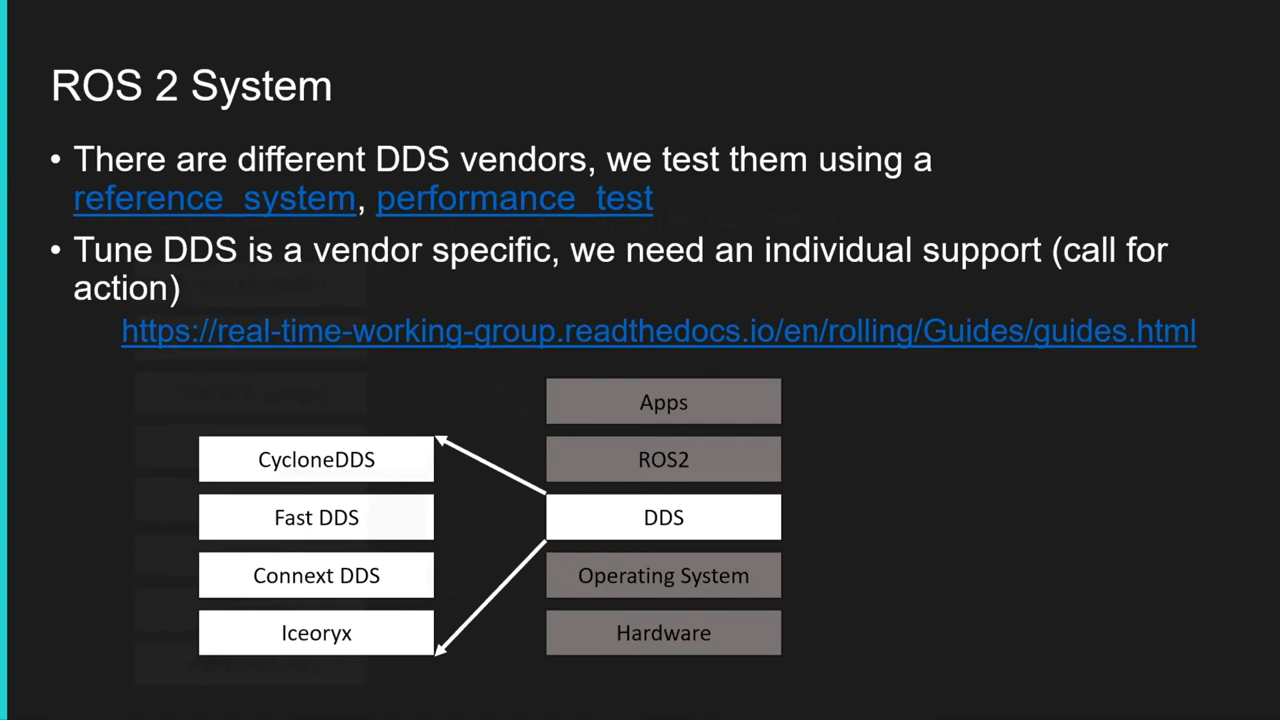 ROS 2 System
• There are different DDS vendors, we test them using a
reference_system, performance_test
• Tune DDS is a vendor specific, we need an individual support (call for
action)
https://real-time-working-group.readthedocs.io/en/rolling/Guides/guides.html
Apps
CycloneDDS
ROS2
Fast DDS
DDS
Connext DDS
Operating System
Iceoryx
Hardware